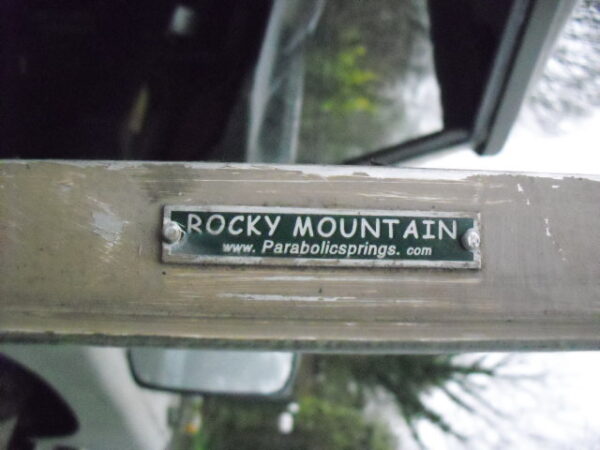 ROCKY MOUNTAIN
www. Parabolicsprings. com